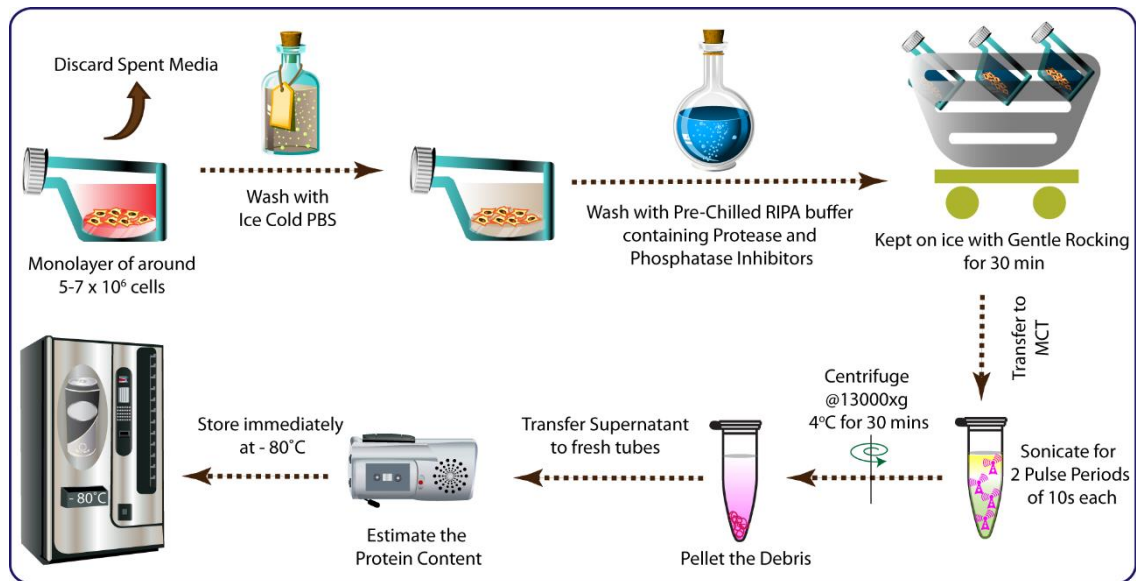 Discard Spent Media
Monolayer of around
5-7 x 10⁶ cells
Wash with
Ice Cold PBS
Wash with Pre-Chilled RIPA buffer
containing Protease and
Phosphatase Inhibitors
Kept on ice with Gentle Rocking
for 30 min
Transfer to
MCT
Sonicate for
2 Pulse Periods
of 10s each
Centrifuge
@13000xg
4°C for 30 mins
Pellet the Debris
Transfer Supernatant
to fresh tubes
Estimate the
Protein Content
Store immediately
at - 80˚C
- 80˚C